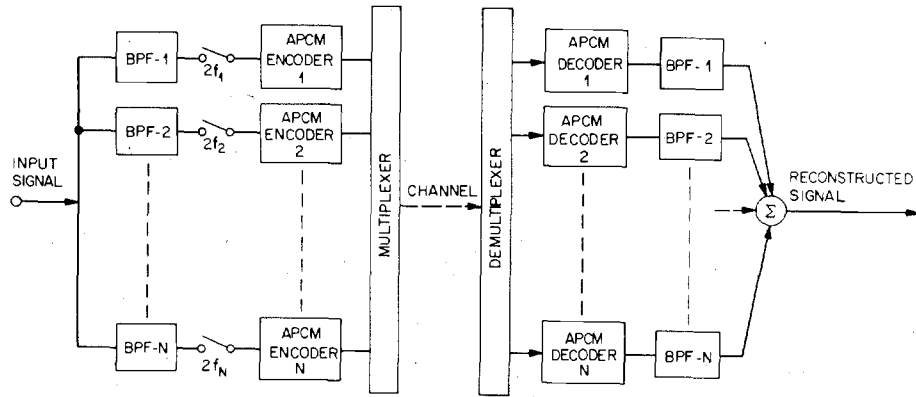 INPUT
SIGNAL
BPF-1
2f1
APCM
ENCODER
1
BPF-2
2f2
APCM
ENCODER 2
BPF-N
2fN
APCM
ENCODER
N
MULTIPLEXER
CHANNEL
DEMULTIPLEXER
APCM
DECODER
1
BPF-1
APCM
DECODER
2
BPF-2
APCM
DECODER
N
BPF-N
Σ
RECONSTRUCTED
SIGNAL